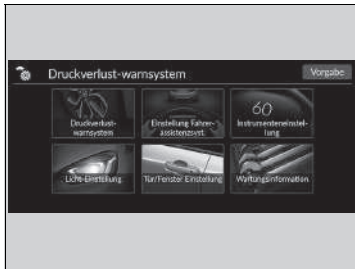 Druckverlust-warnsystem
Vorgabe
Druckverlust-
warnsystem
Einstellung Fahrer-
assistenzsyst.
60
Instrumenteneinstel-
lung
Licht-Einstellung
Tür/Fenster Einstellung
Wartungsinformation